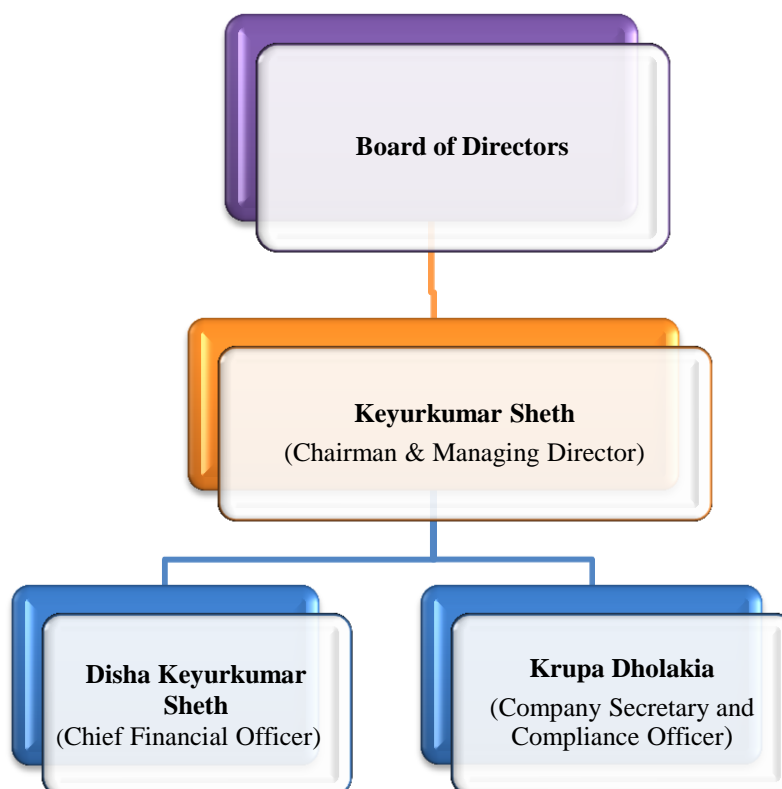 Board of Directors
Keyurkumar Sheth
(Chairman & Managing Director)
Disha Keyurkumar
Sheth
(Chief Financial Officer)
Krupa Dholakia
(Company Secretary and
Compliance Officer)